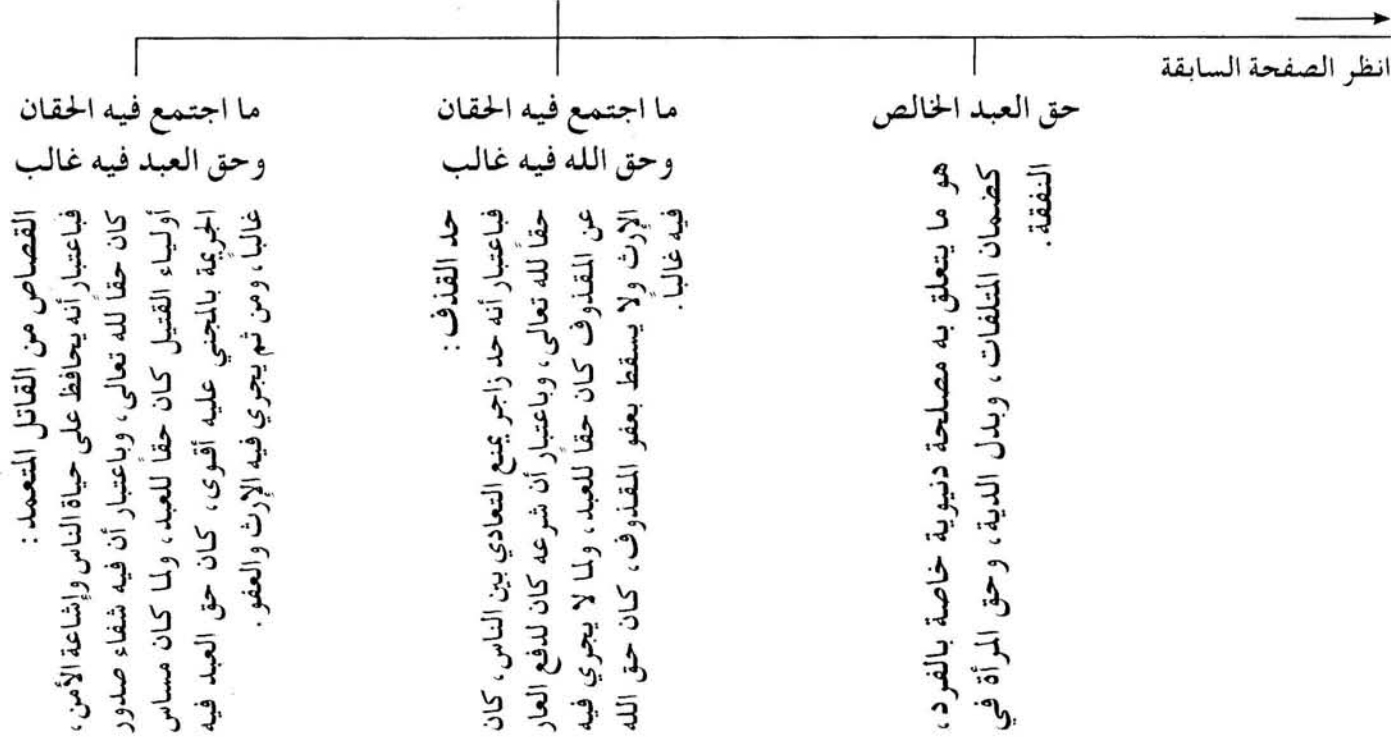 انظر الصفحة السابقة
حق العبد الخالص
هو ما يتعلق به مصلحة دنيوية خاصة بالفرد،
كضمان المتلفات، وبدل الدية، وحق المرأة في
النفقة.
ما اجتمع فيه الحقان
وحق الله فيه غالب
حد القذف:
فباعتبار أنه حد زاجر يمنع التعادي بين الناس، كان
حقاً لله تعالى، وباعتبار أن شرعه كان لدفع العار
عن المقذوف كان حقاً للعبد، ولما لا يجري فيه
الإرث ولا يسقط بعفو المقذوف، كان حق الله
فيه غالباً.
ما اجتمع فيه الحقان
وحق العبد فيه غالب
القصاص من القاتل المتعمد:
فباعتبار أنه يحافظ على حياة الناس وإشاعة الأمن،
كان حقاً لله تعالى، وباعتبار أن فيه شفاء صدور
أولياء القتيل كان حقاً للعبد، ولما كان مساس
الجريمة بالمجني عليه أقوى، كان حق العبد فيه
غالباً، ومن ثم يجري فيه الإرث والعفو.